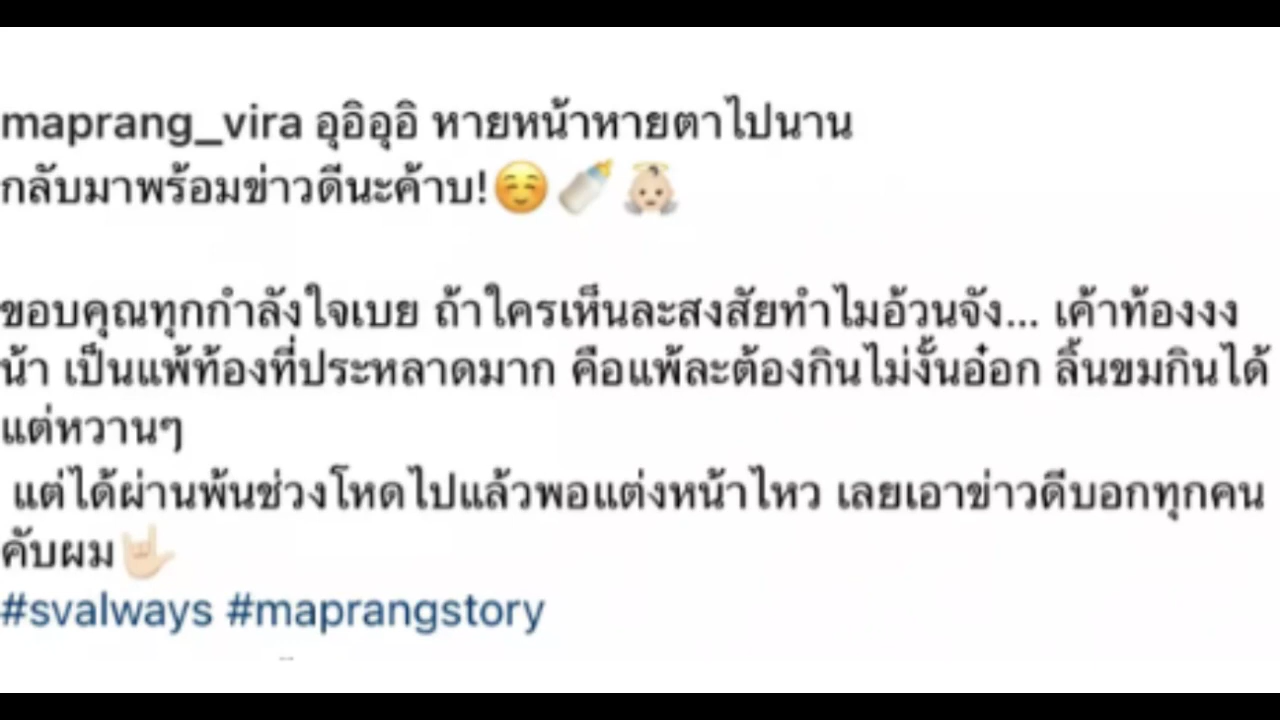 maprang_vira อุอิอุอิ หายหน้าหายตาไปนาน
กลับมาพร้อมข่าวดีนะค้าบ!☺️🍼👼🏻
ขอบคุณทุกกำลังใจเบย ถ้าใครเห็นละสงสัยทำไมอ้วนจัง... เค้าท้องงง
น้า เป็นแพ้ท้องที่ประหลาดมาก คือแพ้ละต้องกินไม่งั้นอ๋อก ลิ้นขมกินได้
แต่หวานๆ
แต่ได้ผ่านพ้นช่วงโหดไปแล้วพอแต่งหน้าไหว เลยเอาข่าวดีบอกทุกคน
คับผม🤟🏻
#svalways #maprangstory